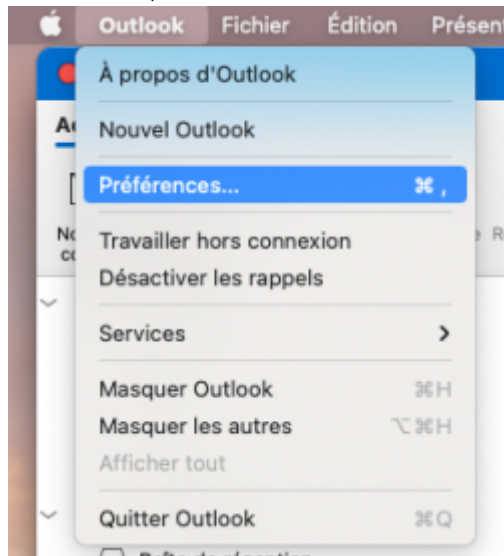 Outlook Fichier Édition Présent
À propos d'Outlook
Nouvel Outlook
Préférences... ⌘ ,
Travailler hors connexion
Désactiver les rappels
Services
Masquer Outlook ⌘H
Masquer les autres ⌥⌘H
Afficher tout
Quitter Outlook ⌘Q